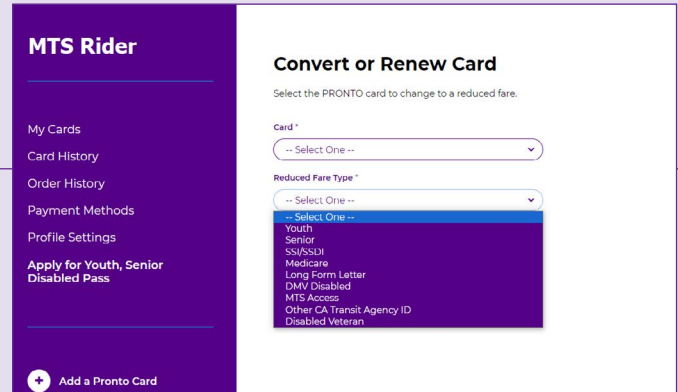 MTS Rider
My Cards
Card History
Order History
Payment Methods
Profile Settings
Apply for Youth, Senior
Disabled Pass
+ Add a Pronto Card
Convert or Renew Card
Select the PRONTO card to change to a reduced fare.
Card *
-- Select One --
Reduced Fare Type *
-- Select One --
-- Select One --
Youth
Senior
SSI/SSDI
Medicare
Long Form Letter
DMV Disabled
MTS Access
Other CA Transit Agency ID
Disabled Veteran